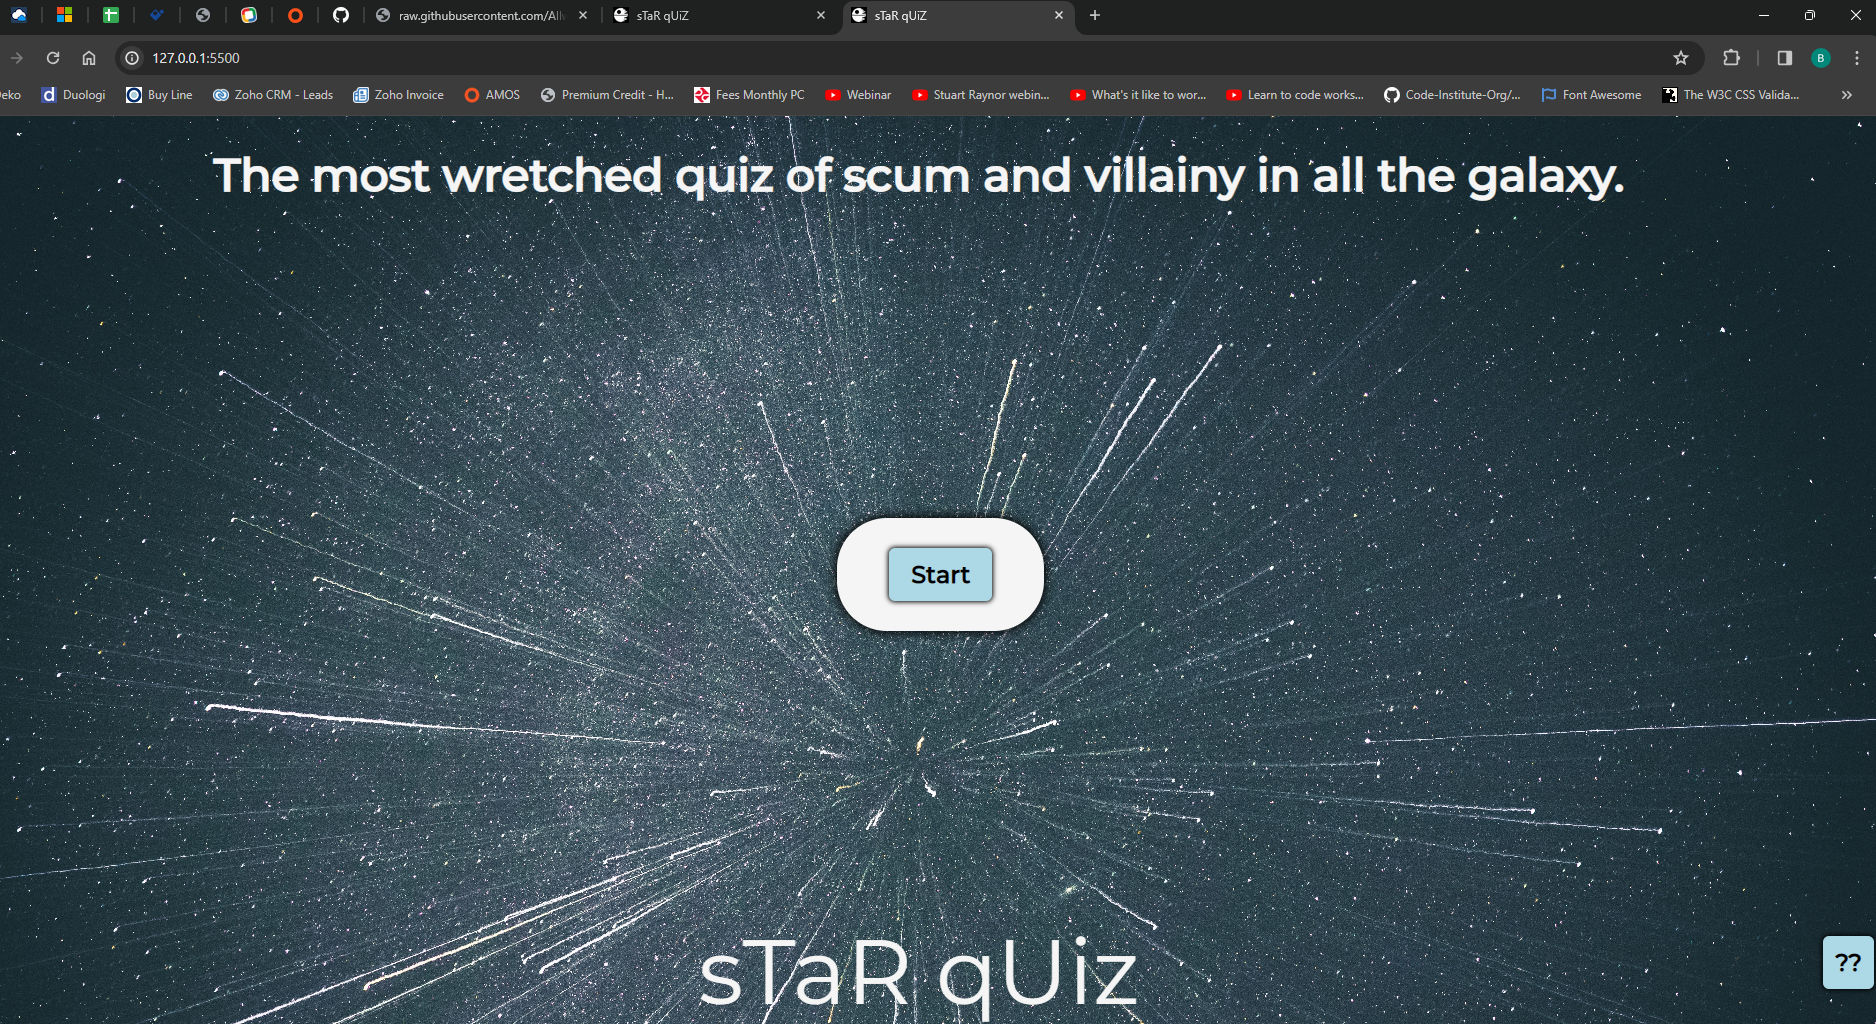 raw.githubusercontent.com/Allv
sTaR qUiZ
sTaR qUiZ
127.0.0.1:5500
B
eko
d Duologi
Buy Line
Zoho CRM - Leads
Zoho Invoice
AMOS
Premium Credit - H...
Fees Monthly PC
Webinar
Stuart Raynor webin...
What's it like to wor...
Learn to code works...
Code-Institute-Org/...
Font Awesome
The W3C CSS Valida...
The most wretched quiz of scum and villainy in all the galaxy.
Start
sTaR qUiz
??